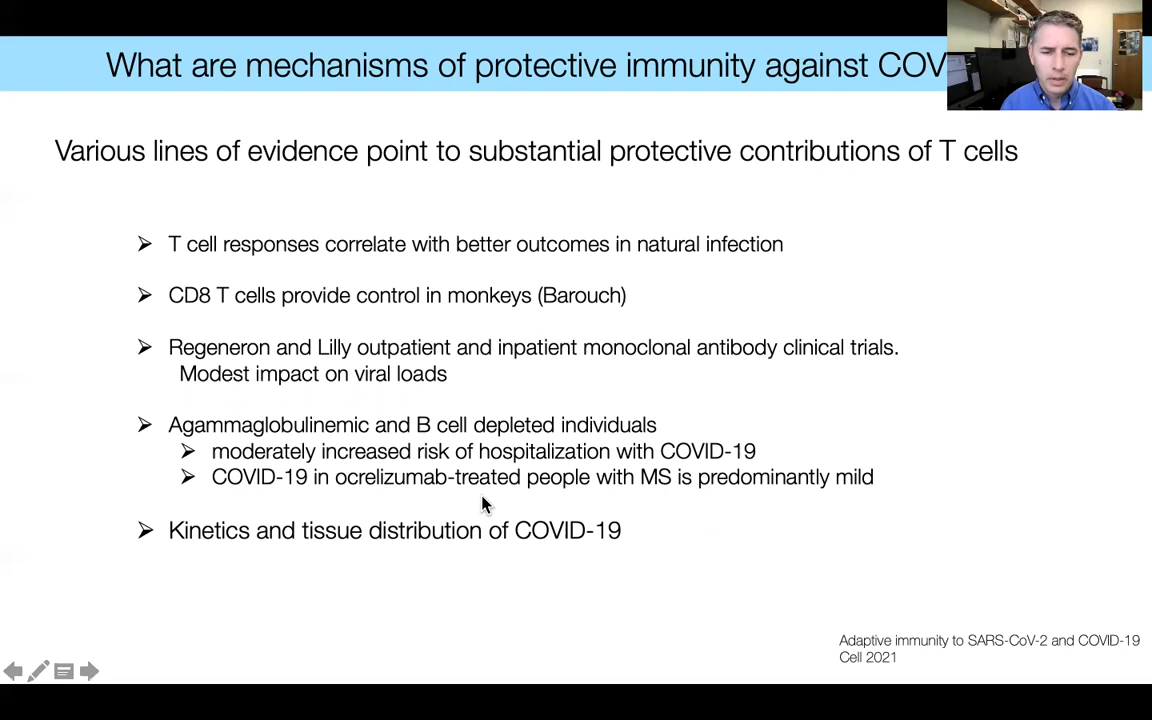 What are mechanisms of protective immunity against COV
Various lines of evidence point to substantial protective contributions of T cells
T cell responses correlate with better outcomes in natural infection
CD8 T cells provide control in monkeys (Barouch)
Regeneron and Lilly outpatient and inpatient monoclonal antibody clinical trials.
Modest impact on viral loads
Agammaglobulinemic and B cell depleted individuals
moderately increased risk of hospitalization with COVID-19
COVID-19 in ocrelizumab-treated people with MS is predominantly mild
Kinetics and tissue distribution of COVID-19
Adaptive immunity to SARS-CoV-2 and COVID-19
Cell 2021